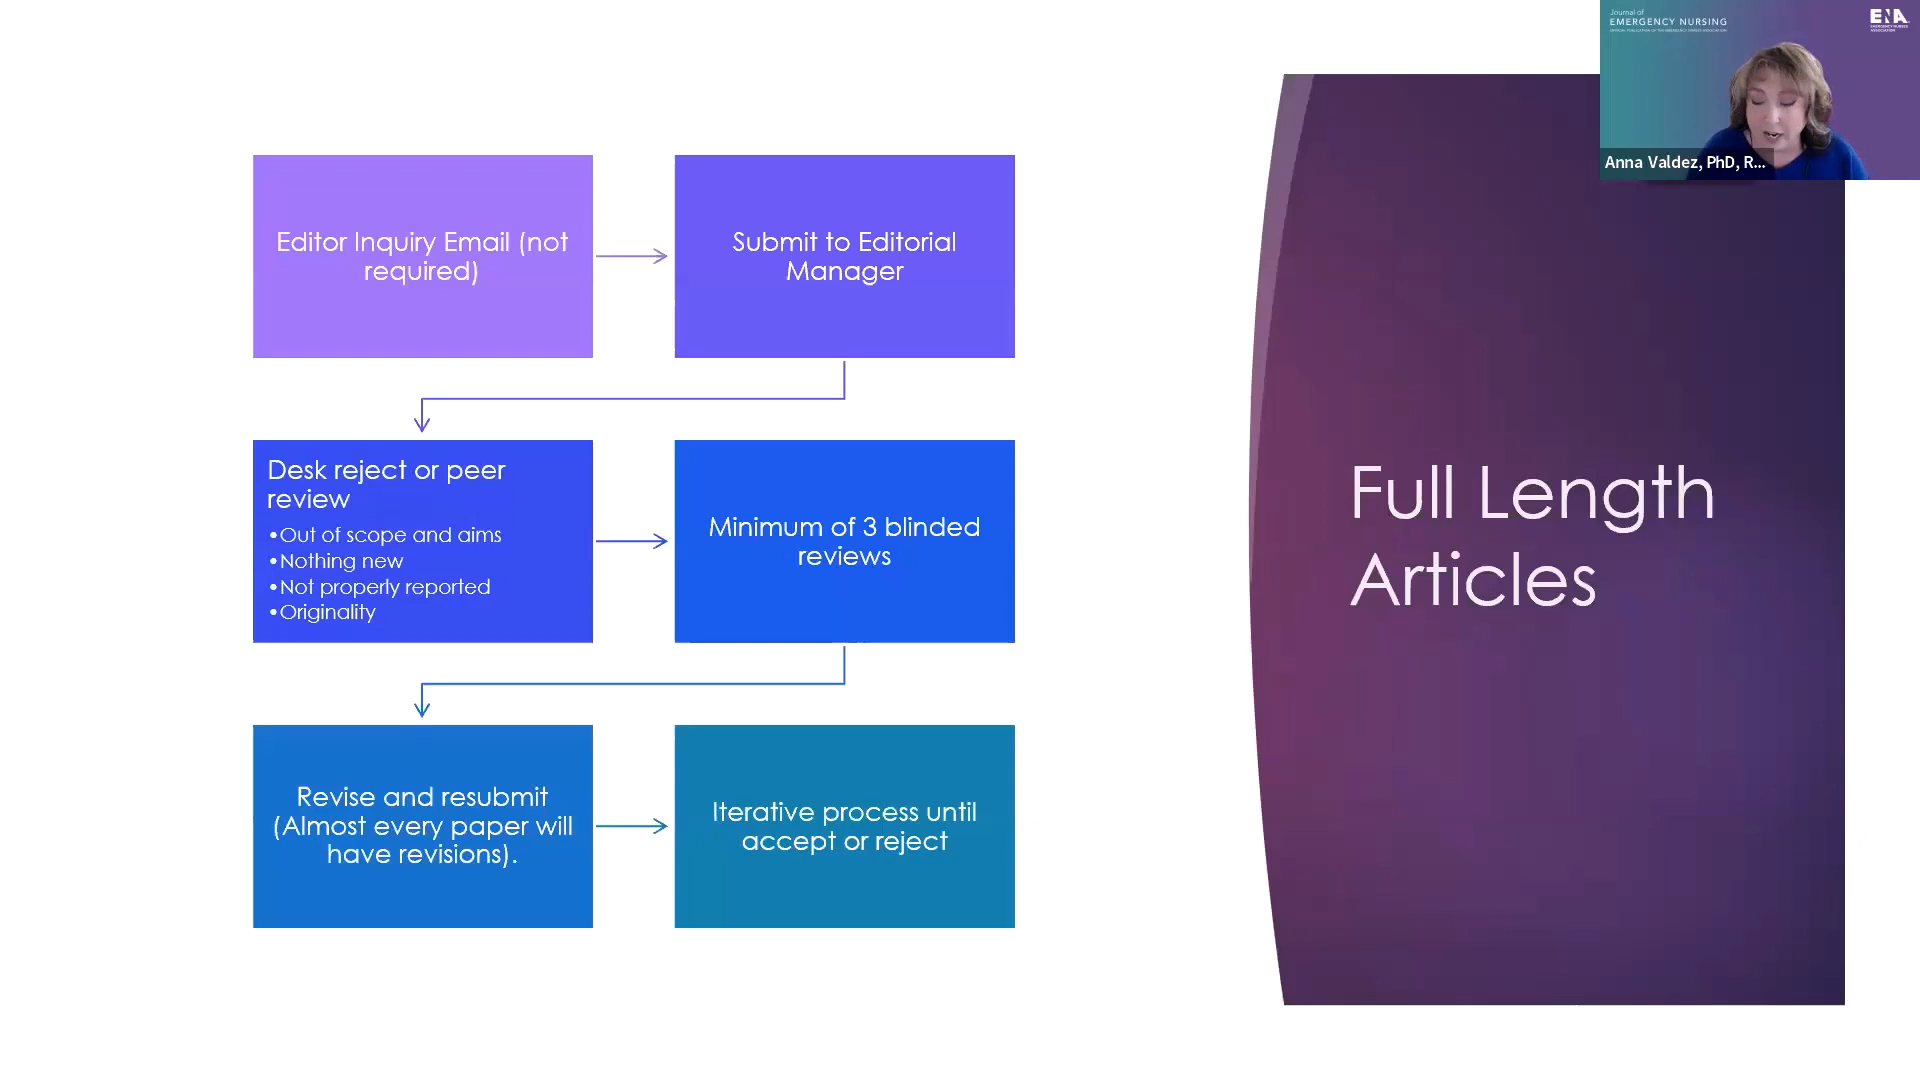 Journal of
EMERGENCY NURSING
ENA
Anna Valdez, PhD, R...
Editor Inquiry Email (not
required)
Submit to Editorial
Manager
Desk reject or peer
review
•Out of scope and aims
•Nothing new
•Not properly reported
•Originality
Minimum of 3 blinded
reviews
Revise and resubmit
(Almost every paper will
have revisions).
Iterative process until
accept or reject
Full Length
Articles